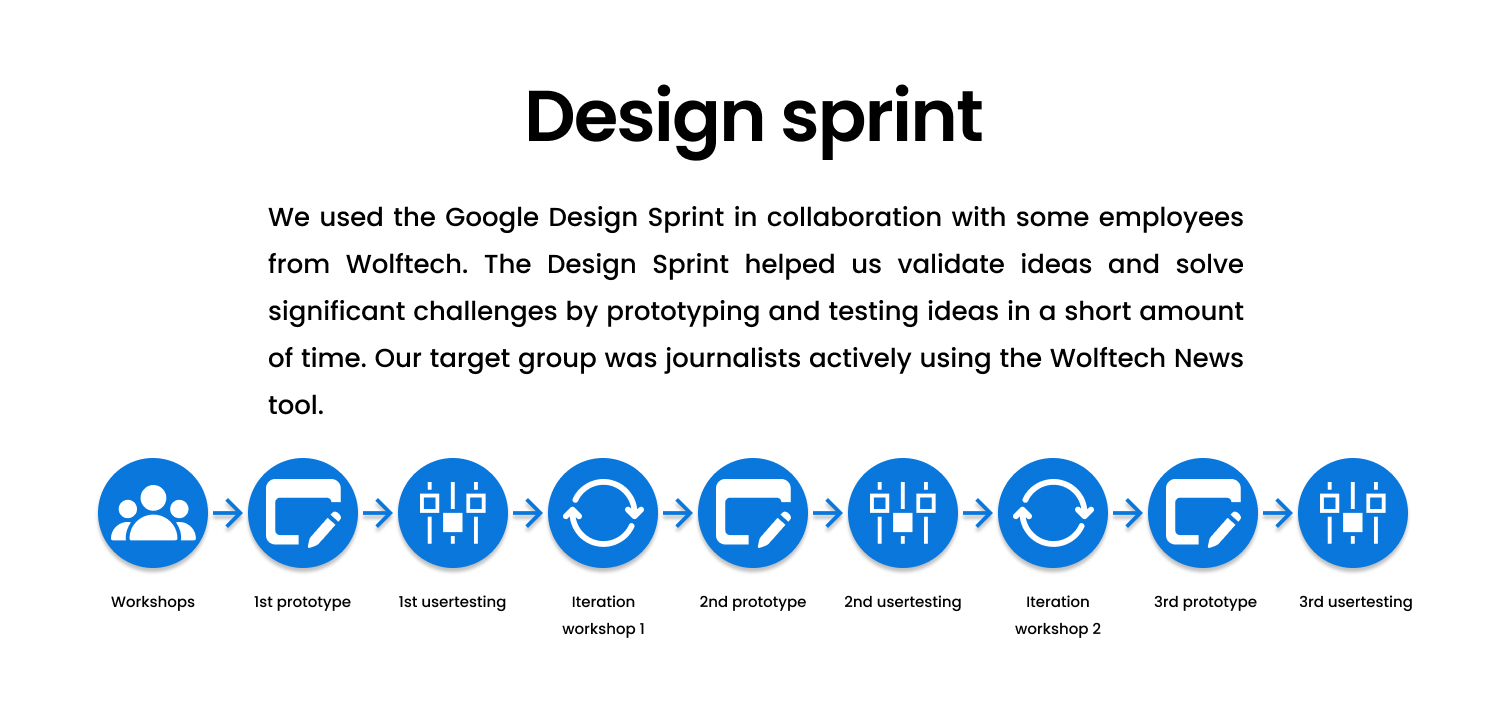 Design sprint
We used the Google Design Sprint in collaboration with some employees
from Wolftech. The Design Sprint helped us validate ideas and solve
significant challenges by prototyping and testing ideas in a short amount
of time. Our target group was journalists actively using the Wolftech News
tool.
Workshops
1st prototype
1st usertesting
Iteration
workshop 1
2nd prototype
2nd usertesting
Iteration
workshop 2
3rd prototype
3rd usertesting